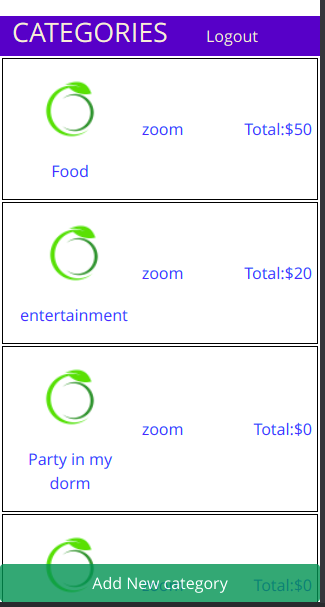 CATEGORIES Logout
zoom Total:$50
Food
zoom Total:$20
entertainment
zoom Total:$0
Party in my
dorm
Add New category
zoom Total:$0